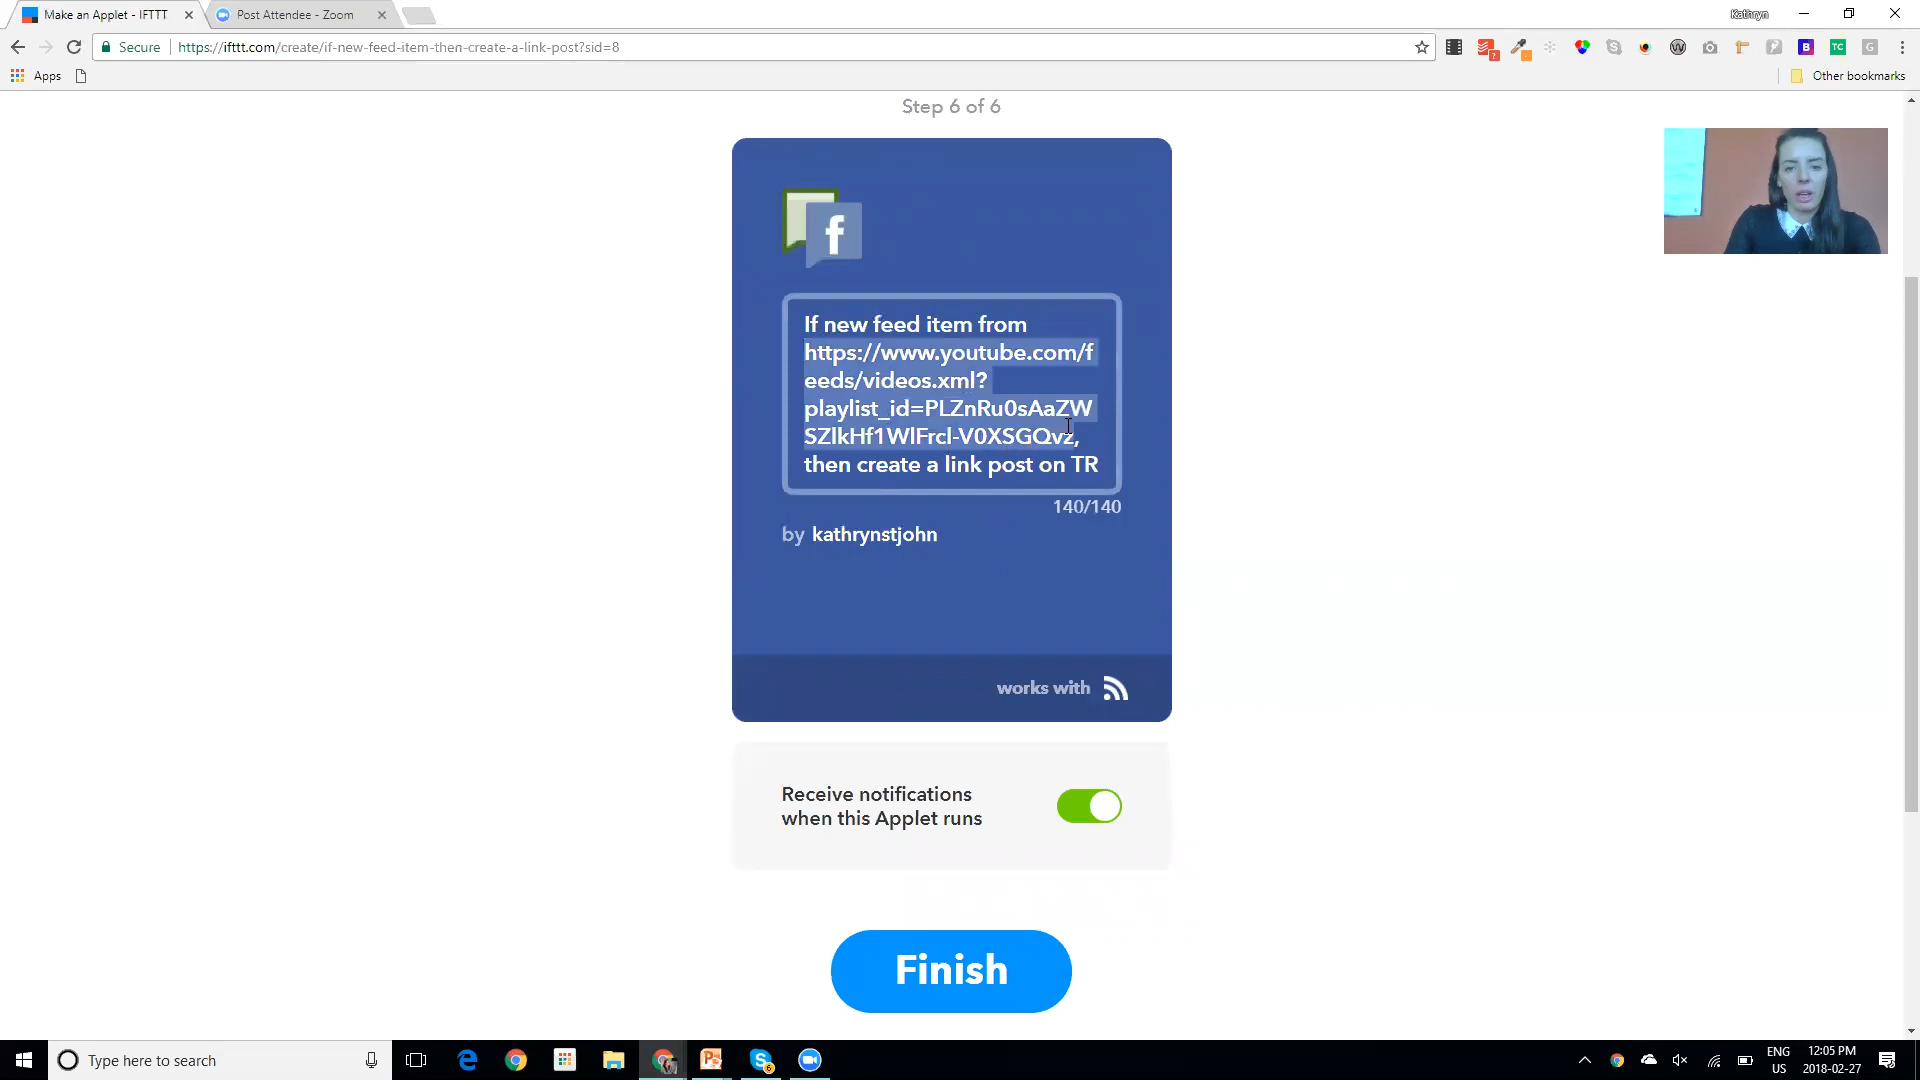 Make an Applet - IFTTT
Post Attendee - Zoom
Kathryn
Secure
https://ifttt.com/create/if-new-feed-item-then-create-a-link-post?sid=8
Apps
Other bookmarks
Step 6 of 6
If new feed item from
https://www.youtube.com/f
eeds/videos.xml?
playlist_id=PLZnRu0sAaZW
SZlkHf1WlFrcl-V0XSGQvz,
then create a link post on TR
140/140
by kathrynstjohn
works with
Receive notifications
when this Applet runs
Finish
Type here to search
ENG
US
12:05 PM
2018-02-27